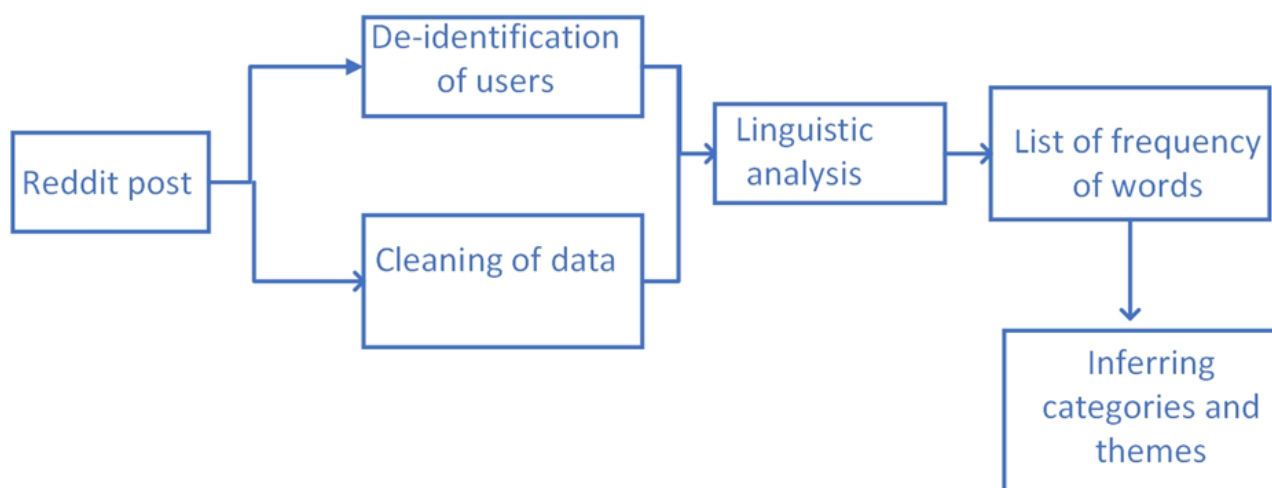 Reddit post
De-identification
of users
Cleaning of data
Linguistic
analysis
List of frequency
of words
Inferring
categories and
themes